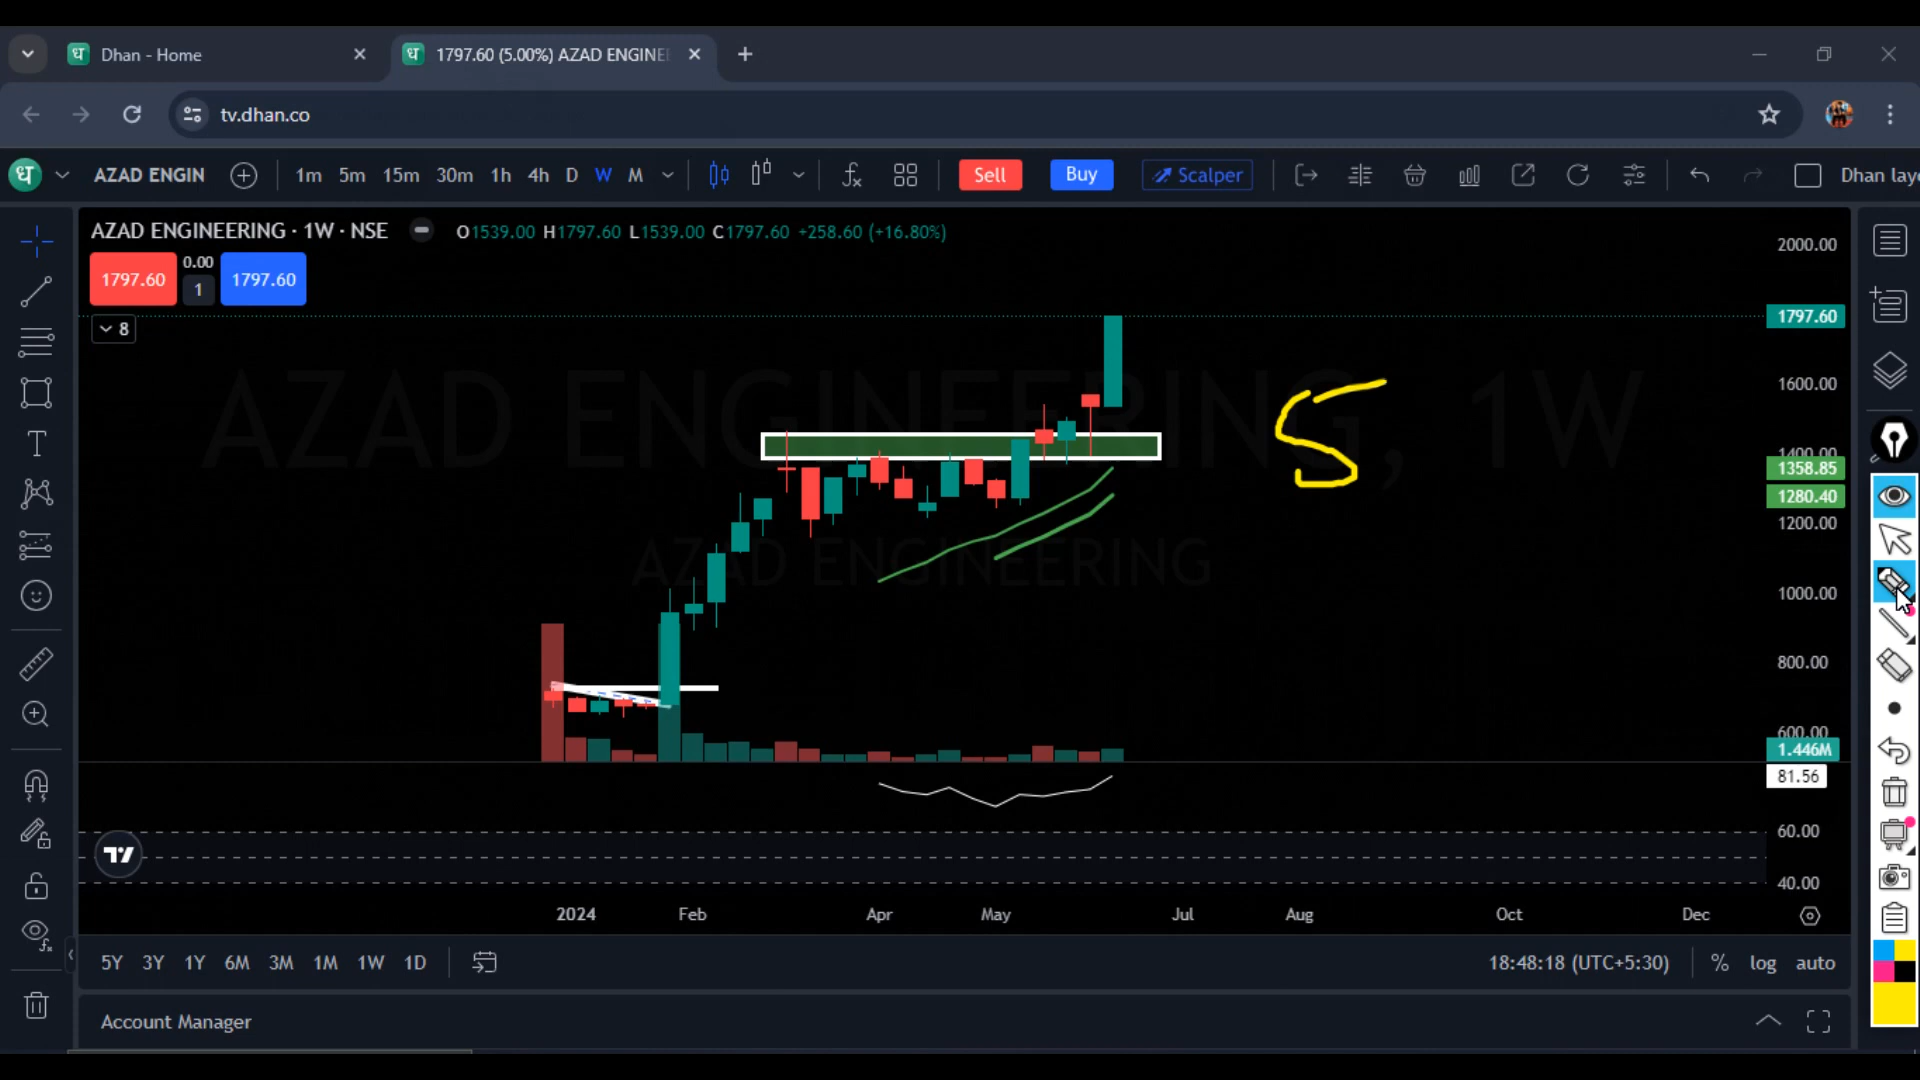 ध Dhan - Home
ध 1797.60 (5.00%) AZAD ENGINEE
tv.dhan.co
ध AZAD ENGIN 1m 5m 15m 30m 1h 4h D W M Sell Buy Scalper Dhan layo
AZAD ENGINEERING · 1W · NSE O1539.00 H1797.60 L1539.00 C1797.60 +258.60 (+16.80%)
1797.60 0.00 1 1797.60
8
AZAD ENGINEERING, 1W
AZAD ENGINEERING
5
2000.00
1797.60
1600.00
1400.00
1358.85
1280.40
1200.00
1000.00
800.00
600.00
1.446M
81.56
60.00
40.00
2024 Feb Apr May Jul Aug Oct Dec
5Y 3Y 1Y 6M 3M 1M 1W 1D 18:48:18 (UTC+5:30) % log auto
Account Manager